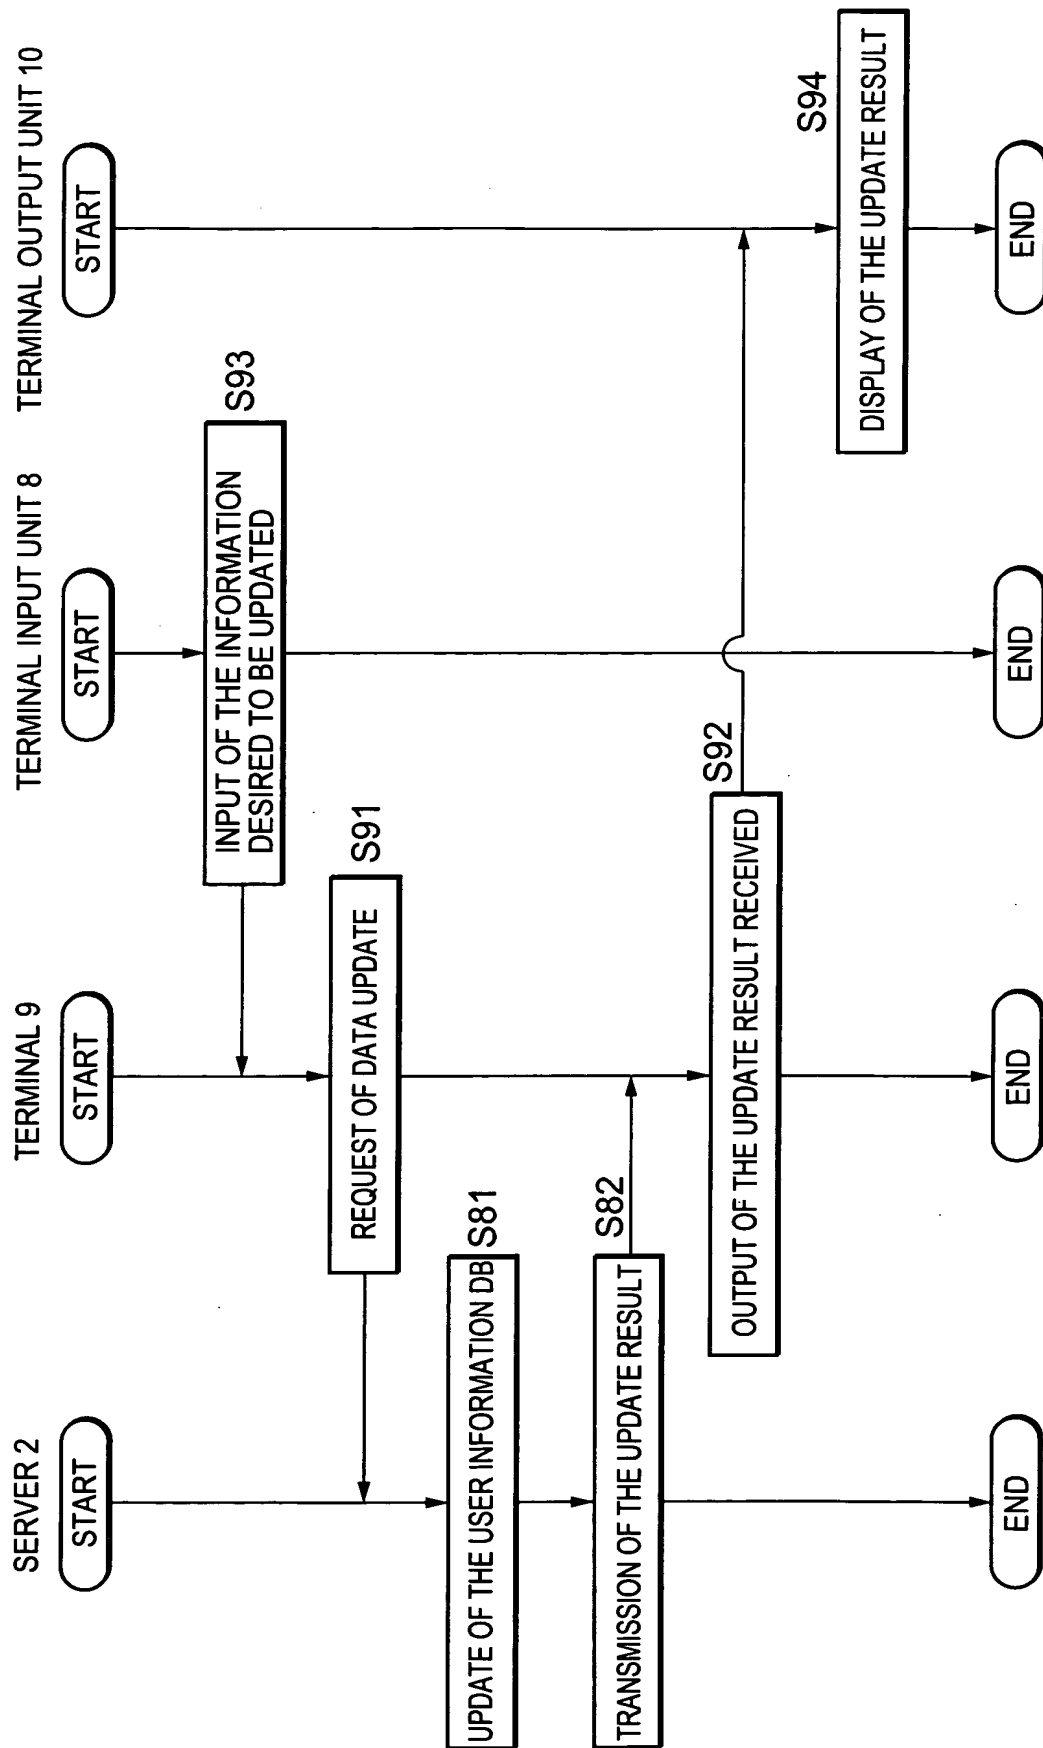 SERVER 2
TERMINAL 9
TERMINAL INPUT UNIT 8
TERMINAL OUTPUT UNIT 10
START
START
START
START
INPUT OF THE INFORMATION
DESIRED TO BE UPDATED
S93
REQUEST OF DATA UPDATE
S91
UPDATE OF THE USER INFORMATION DB
S81
TRANSMISSION OF THE UPDATE RESULT
S82
OUTPUT OF THE UPDATE RESULT RECEIVED
S92
DISPLAY OF THE UPDATE RESULT
S94
END
END
END
END